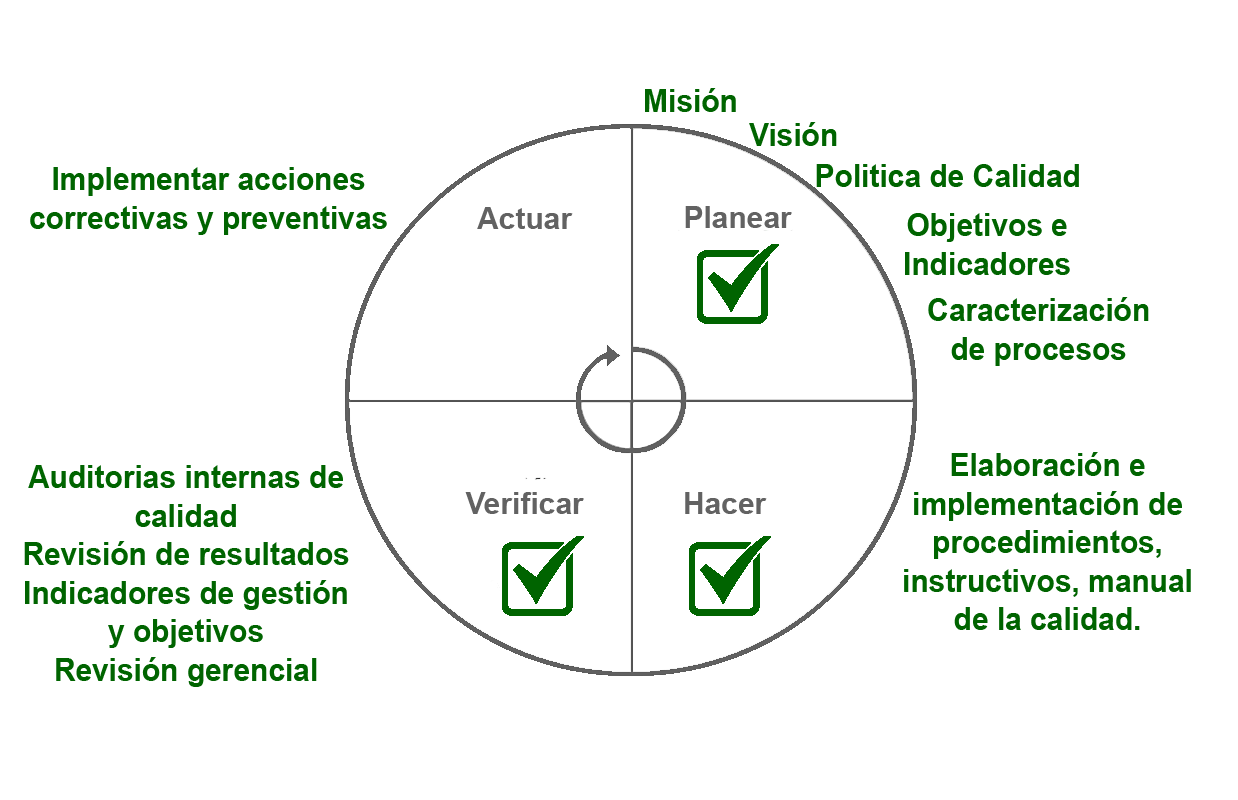 Misión
Visión
Politica de Calidad
Objetivos e
Indicadores
Caracterización
de procesos
Planear
Actuar
Implementar acciones
correctivas y preventivas
Elaboración e
implementación de
procedimientos,
instructivos, manual
de la calidad.
Hacer
Verificar
Auditorias internas de
calidad
Revisión de resultados
Indicadores de gestión
y objetivos
Revisión gerencial